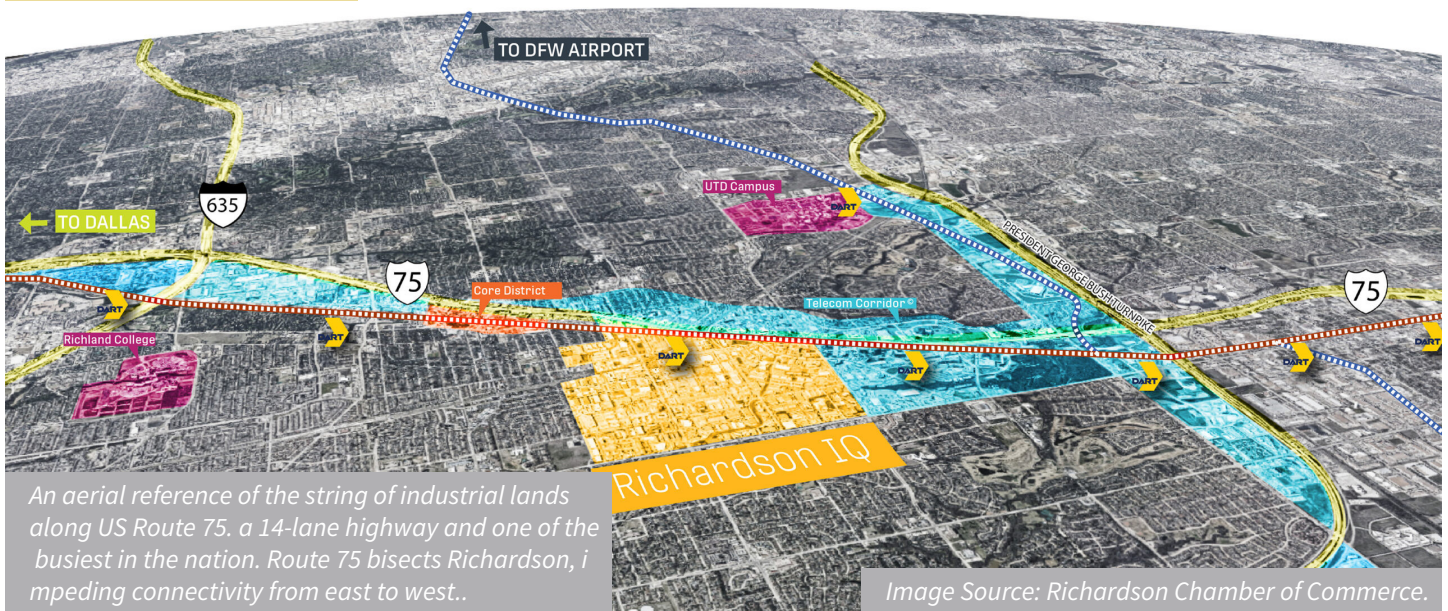 TO DFW AIRPORT
635
TO DALLAS
UTD Campus
DART
PRESIDENT GEORGE BUSH TURNPIKE
75
75
Core District
Telecom Corridor©
DART
DART
Richland College
DART
DART
DART
DART
DART
Richardson IQ
An aerial reference of the string of industrial lands
along US Route 75. a 14-lane highway and one of the
busiest in the nation. Route 75 bisects Richardson, i
mpeding connectivity from east to west..
Image Source: Richardson Chamber of Commerce.